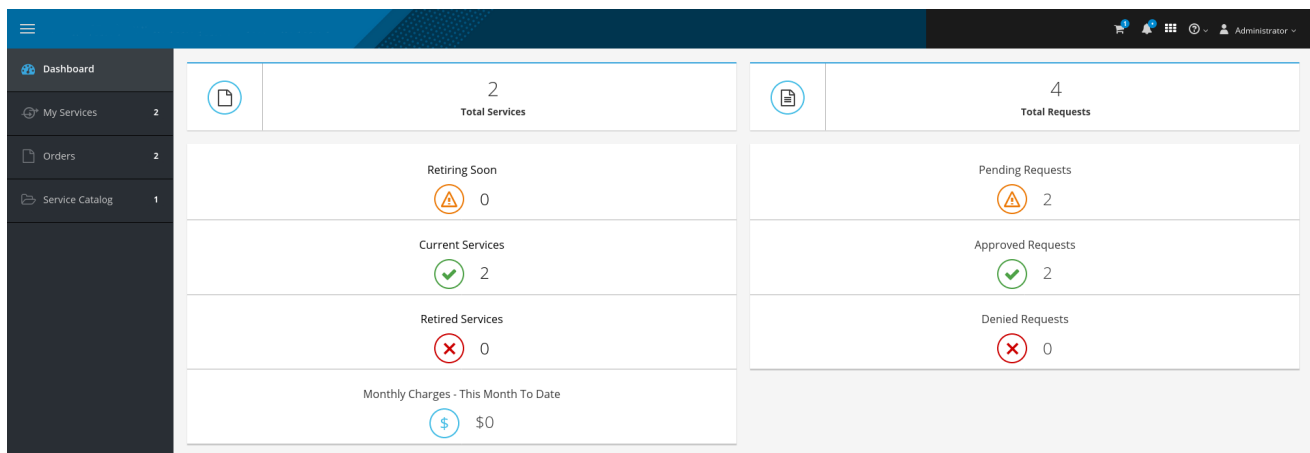 1
Administrator
Dashboard
My Services 2
Orders 2
Service Catalog 1
2
Total Services
Retiring Soon
0
Current Services
2
Retired Services
0
Monthly Charges - This Month To Date
$ $0
4
Total Requests
Pending Requests
2
Approved Requests
2
Denied Requests
0